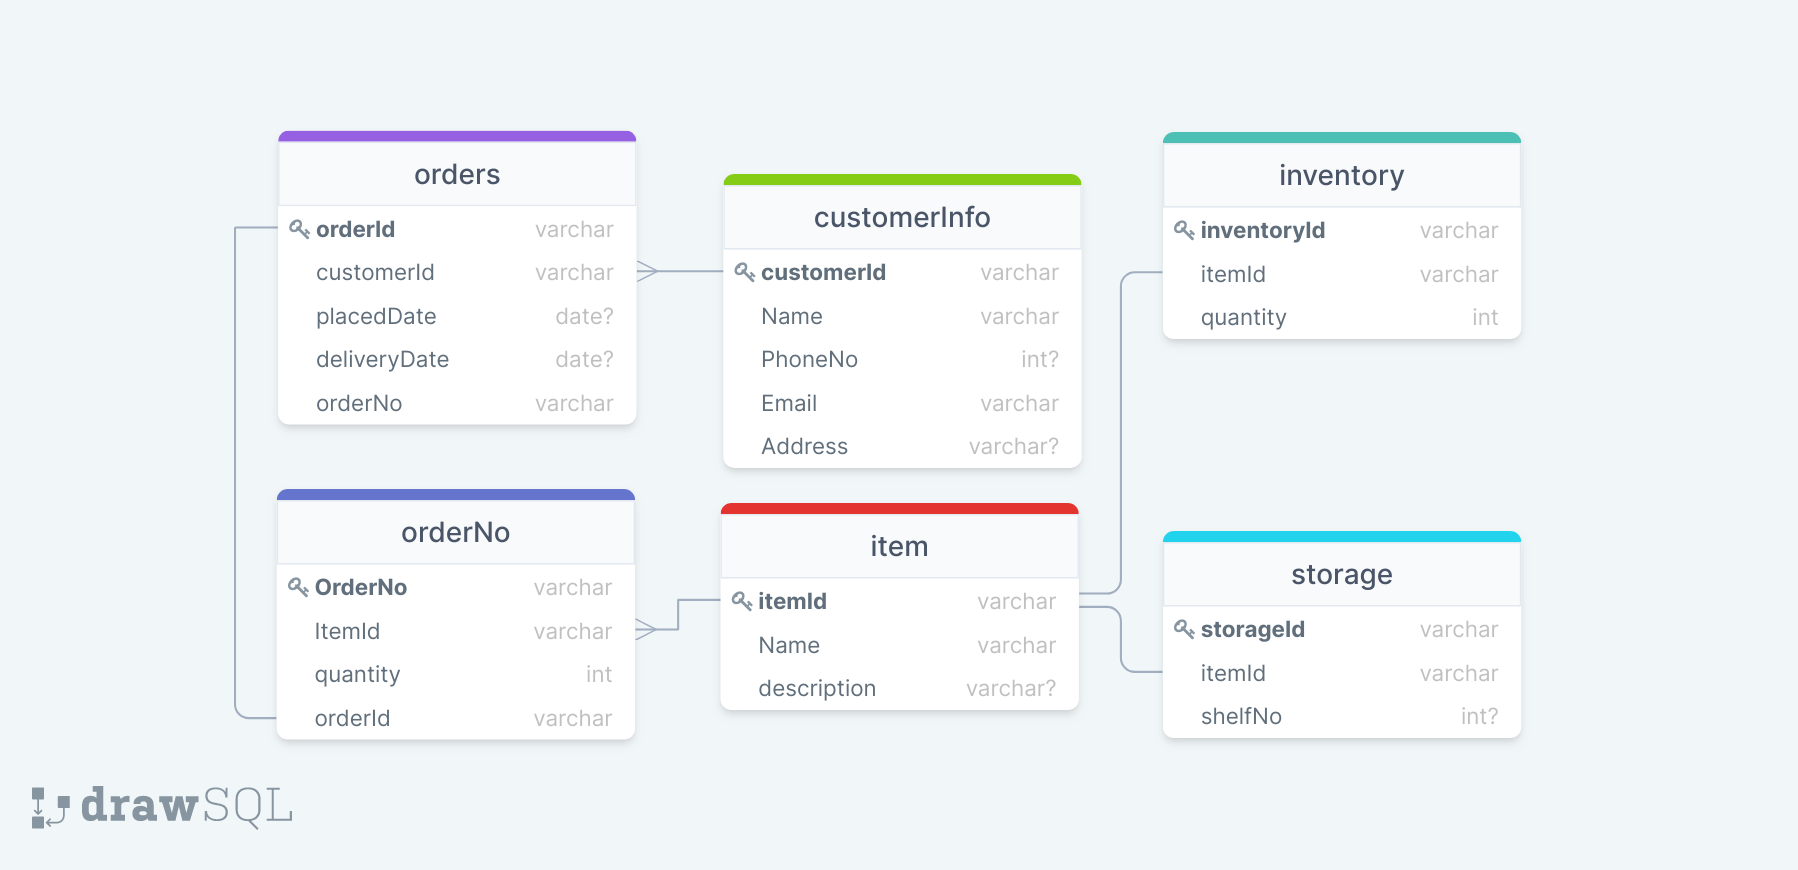 orders
orderId varchar
customerId varchar
placedDate date?
deliveryDate date?
orderNo varchar
customerInfo
customerId varchar
Name varchar
PhoneNo int?
Email varchar
Address varchar?
inventory
inventoryId varchar
itemId varchar
quantity int
orderNo
OrderNo varchar
ItemId varchar
quantity int
orderId varchar
item
itemId varchar
Name varchar
description varchar?
storage
storageId varchar
itemId varchar
shelfNo int?
drawSQL